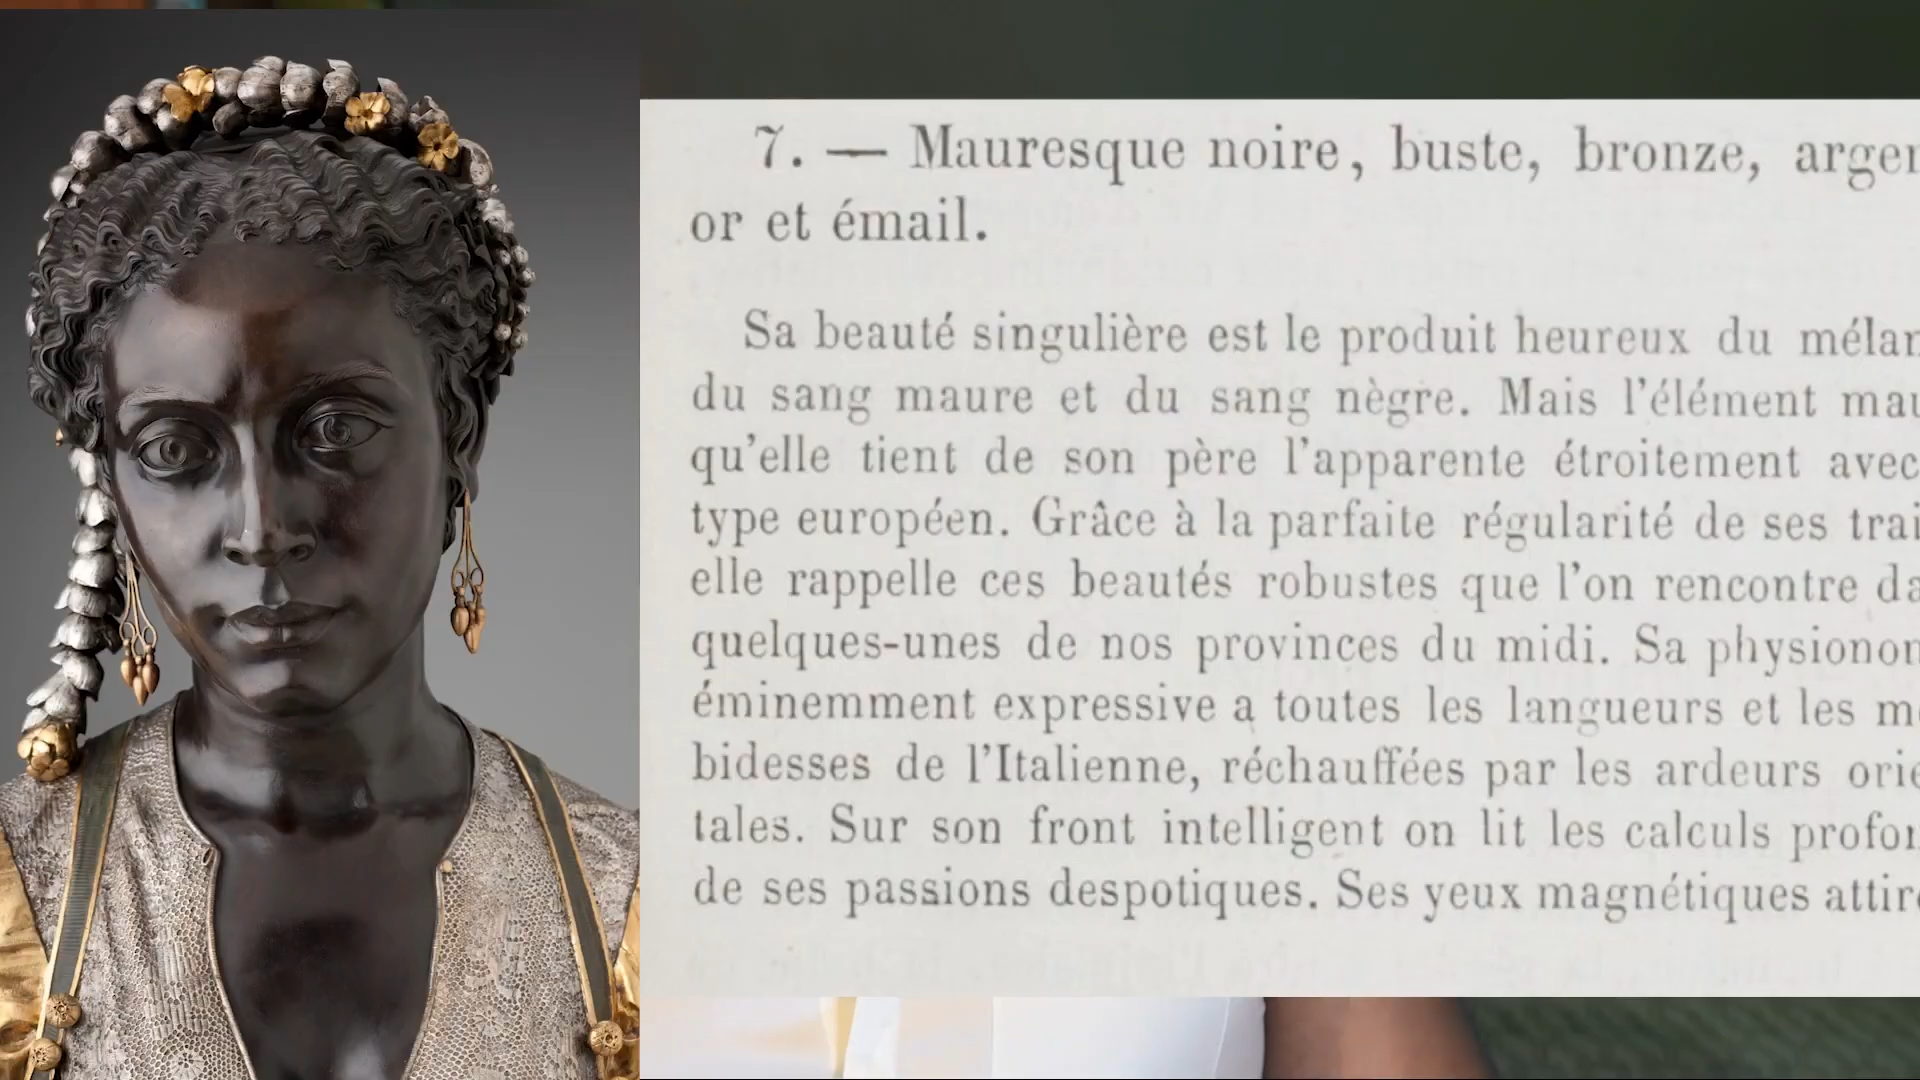 7. — Mauresque noire, buste, bronze,
or et émail.
Sa beauté singulière est le produit heureux du
du sang maure et du sang nègre. Mais l'élément
qu'elle tient de son père l'apparente étroitement avec
type européen. Grâce à la parfaite régularité de ses
elle rappelle ces beautés robustes que l'on rencontre
quelques-unes de nos provinces du midi. Sa
éminemment expressive a toutes les langueurs et les
bidesses de l'Italienne, réchauffées par les ardeurs
tales. Sur son front intelligent on lit les calculs
de ses passions despotiques. Ses yeux magnétiques